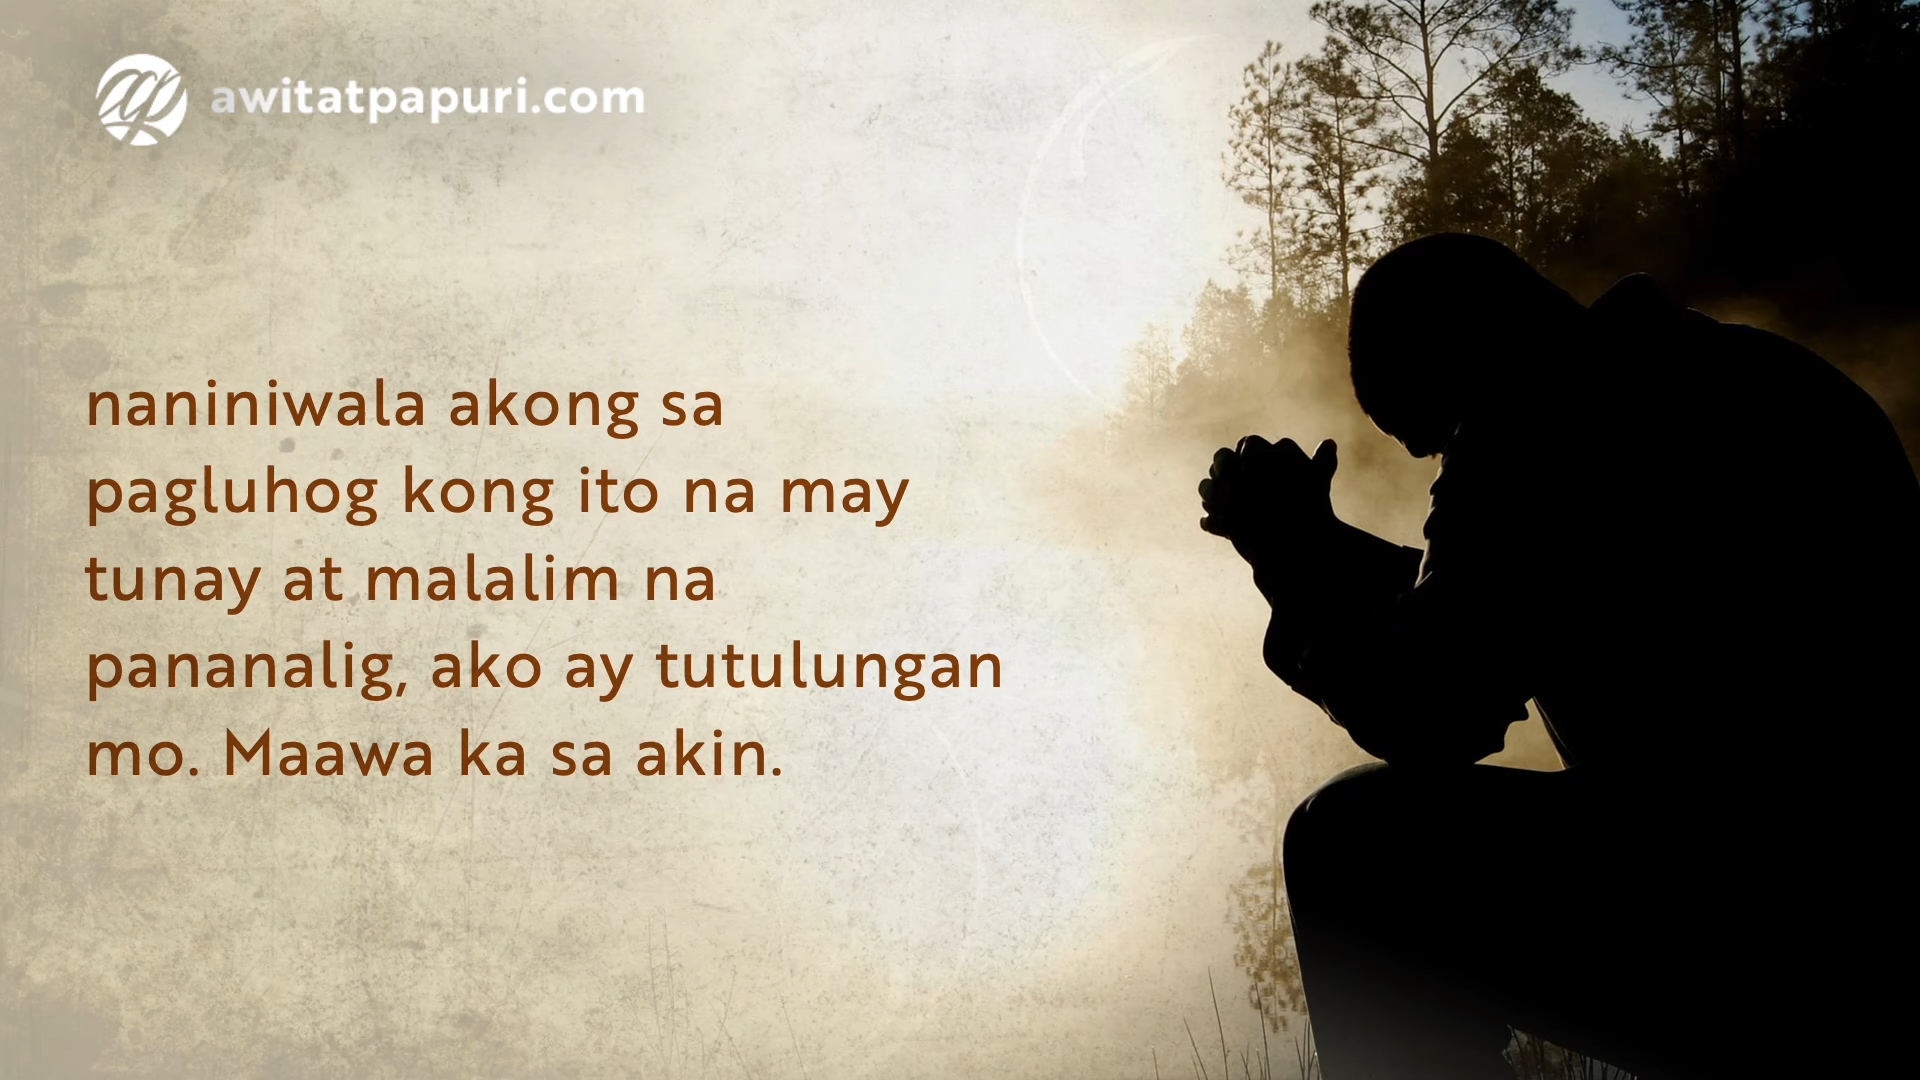 awitatpapuri.com
naniniwala akong sa
pagluhog kong ito na may
tunay at malalim na
pananalig, ako ay tutulungan
mo. Maawa ka sa akin.